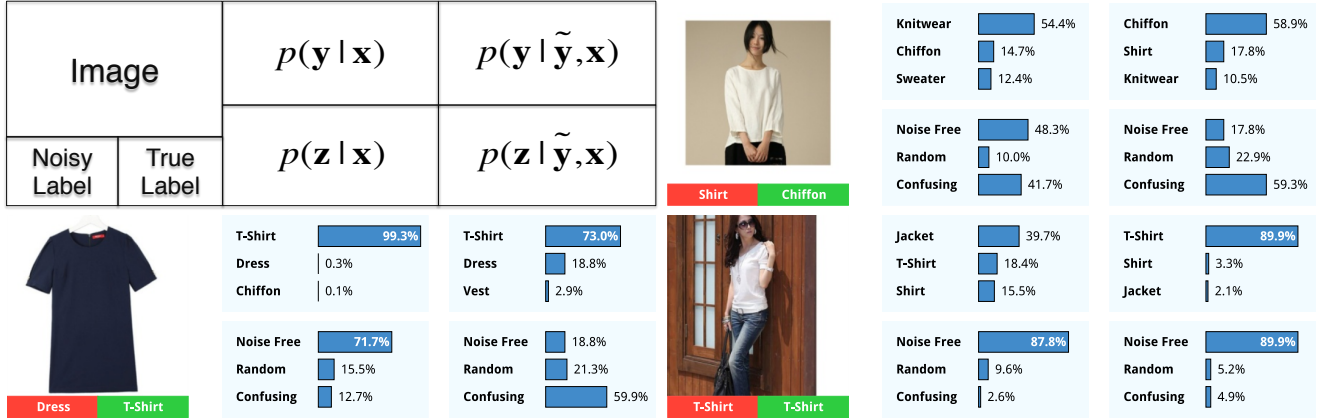 Image
p(y | x)
p(y | ỹ,x)
Noisy Label
True Label
p(z | x)
p(z | ỹ,x)
Shirt
Chiffon
Knitwear 54.4%
Chiffon 14.7%
Sweater 12.4%
Chiffon 58.9%
Shirt 17.8%
Knitwear 10.5%
Noise Free 48.3%
Random 10.0%
Confusing 41.7%
Noise Free 17.8%
Random 22.9%
Confusing 59.3%
Dress
T-Shirt
T-Shirt 99.3%
Dress 0.3%
Chiffon 0.1%
T-Shirt 73.0%
Dress 18.8%
Vest 2.9%
Noise Free 71.7%
Random 15.5%
Confusing 12.7%
Noise Free 18.8%
Random 21.3%
Confusing 59.9%
T-Shirt
T-Shirt
Jacket 39.7%
T-Shirt 18.4%
Shirt 15.5%
T-Shirt 89.9%
Shirt 3.3%
Jacket 2.1%
Noise Free 87.8%
Random 9.6%
Confusing 2.6%
Noise Free 89.9%
Random 5.2%
Confusing 4.9%